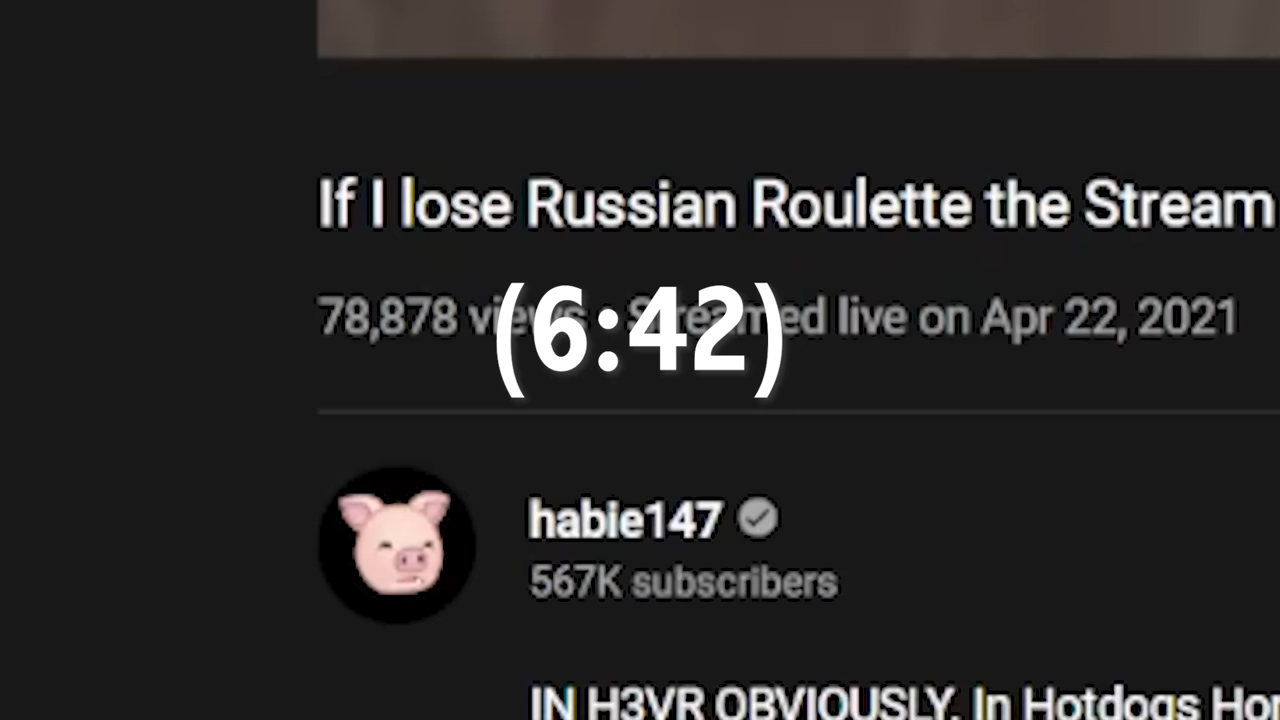 If I lose Russian Roulette the Stream
78,878 views Streamed live on Apr 22, 2021
(6:42)
habie147
567K subscribers
IN H3VR OBVIOUSLY. In Hotdogs